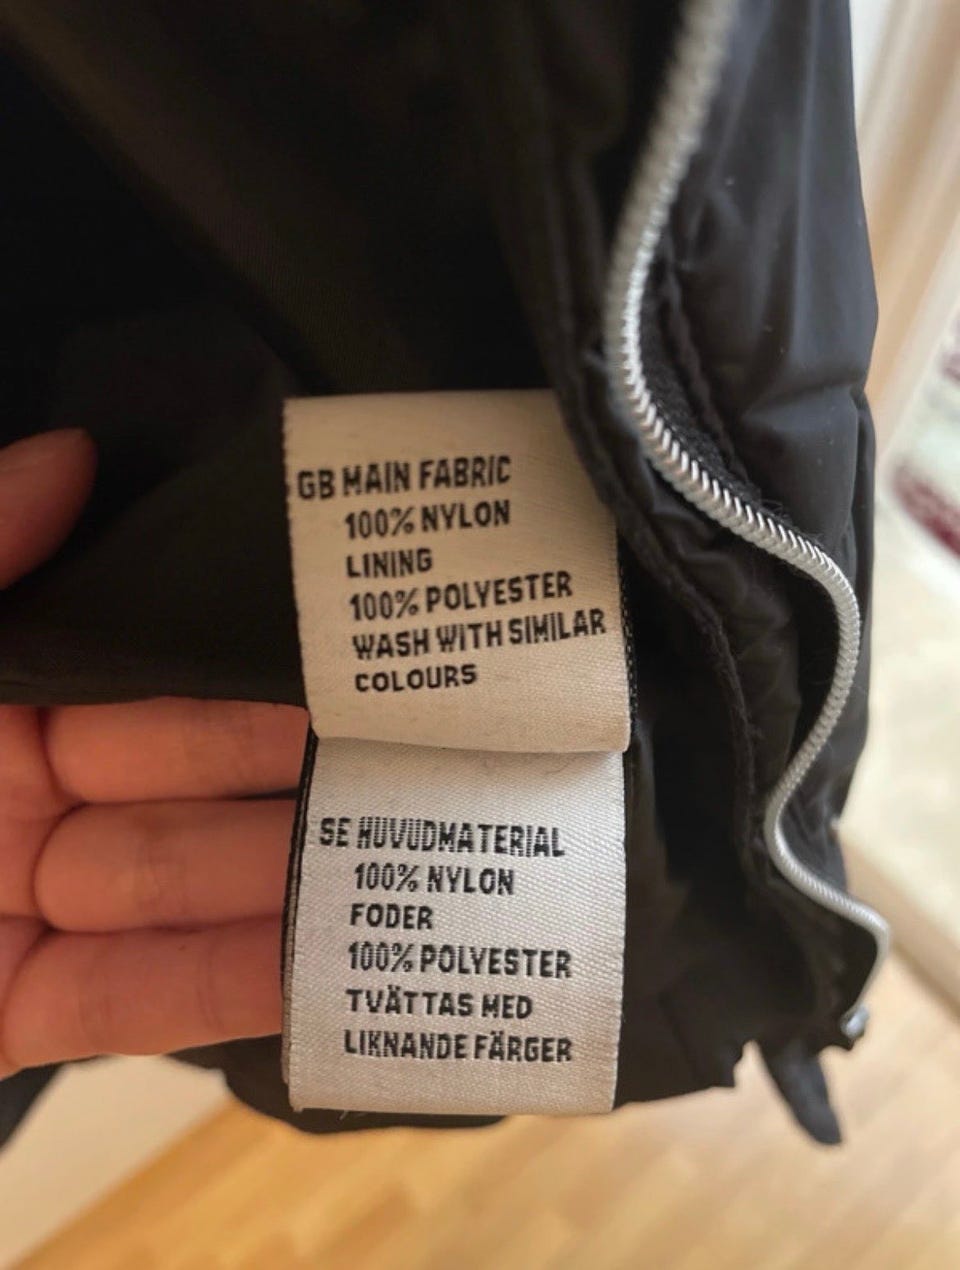 GB MAIN FABRIC
100% NYLON
LINING
100% POLYESTER
WASH WITH SIMILAR
COLOURS
SE HUVUDMATERIAL
100% NYLON
FODER
100% POLYESTER
TVÄTTAS MED
LIKNANDE FÄRGER